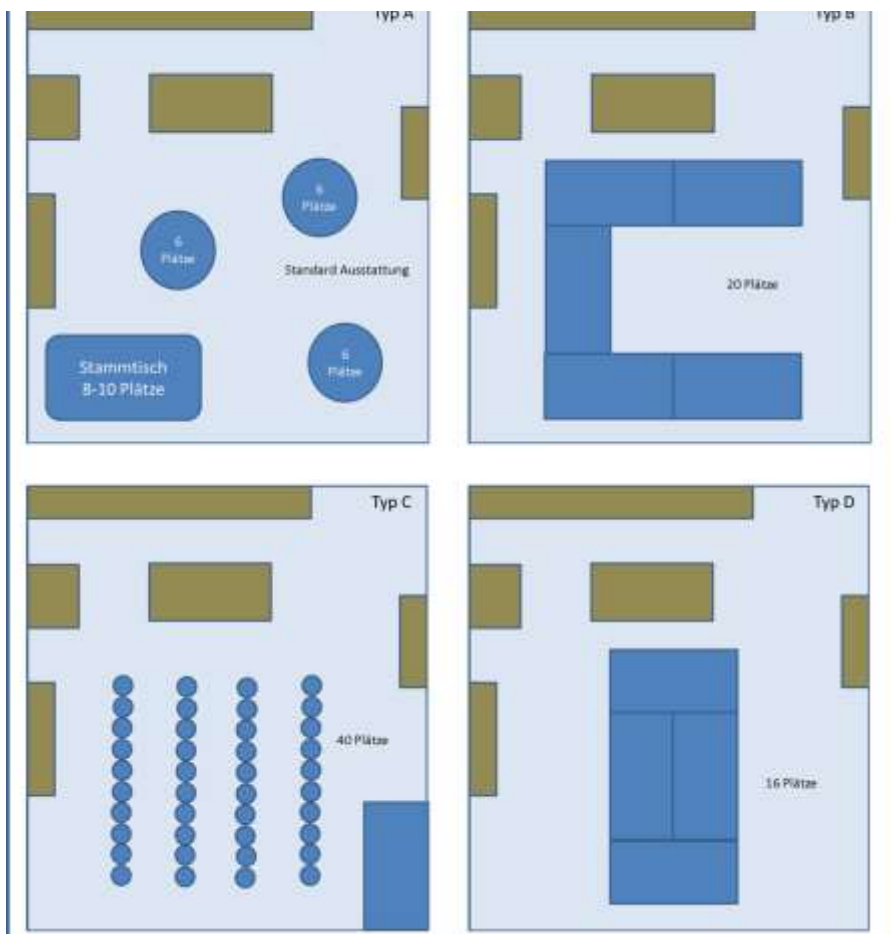 Typ A
6
Plätze
6
Plätze
Standard Ausstattung
6
Plätze
Stammtisch
8-10 Plätze
Typ B
20 Plätze
Typ C
40 Plätze
Typ D
16 Plätze